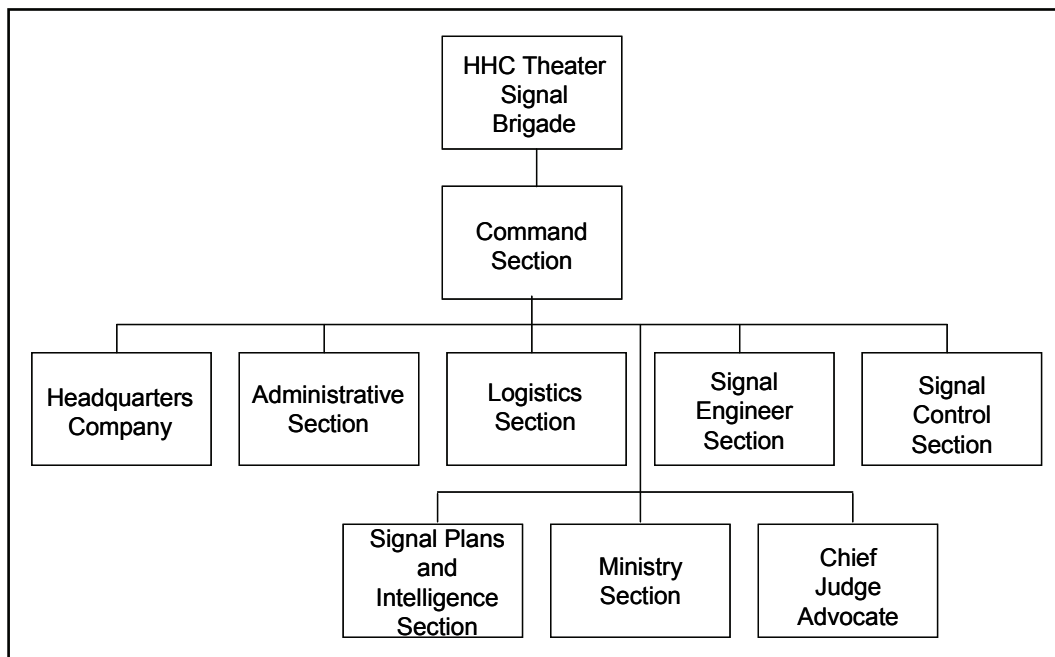 HHC Theater
Signal
Brigade
Command
Section
Headquarters
Company
Administrative
Section
Logistics
Section
Signal
Engineer
Section
Signal
Control
Section
Signal Plans
and
Intelligence
Section
Ministry
Section
Chief
Judge
Advocate